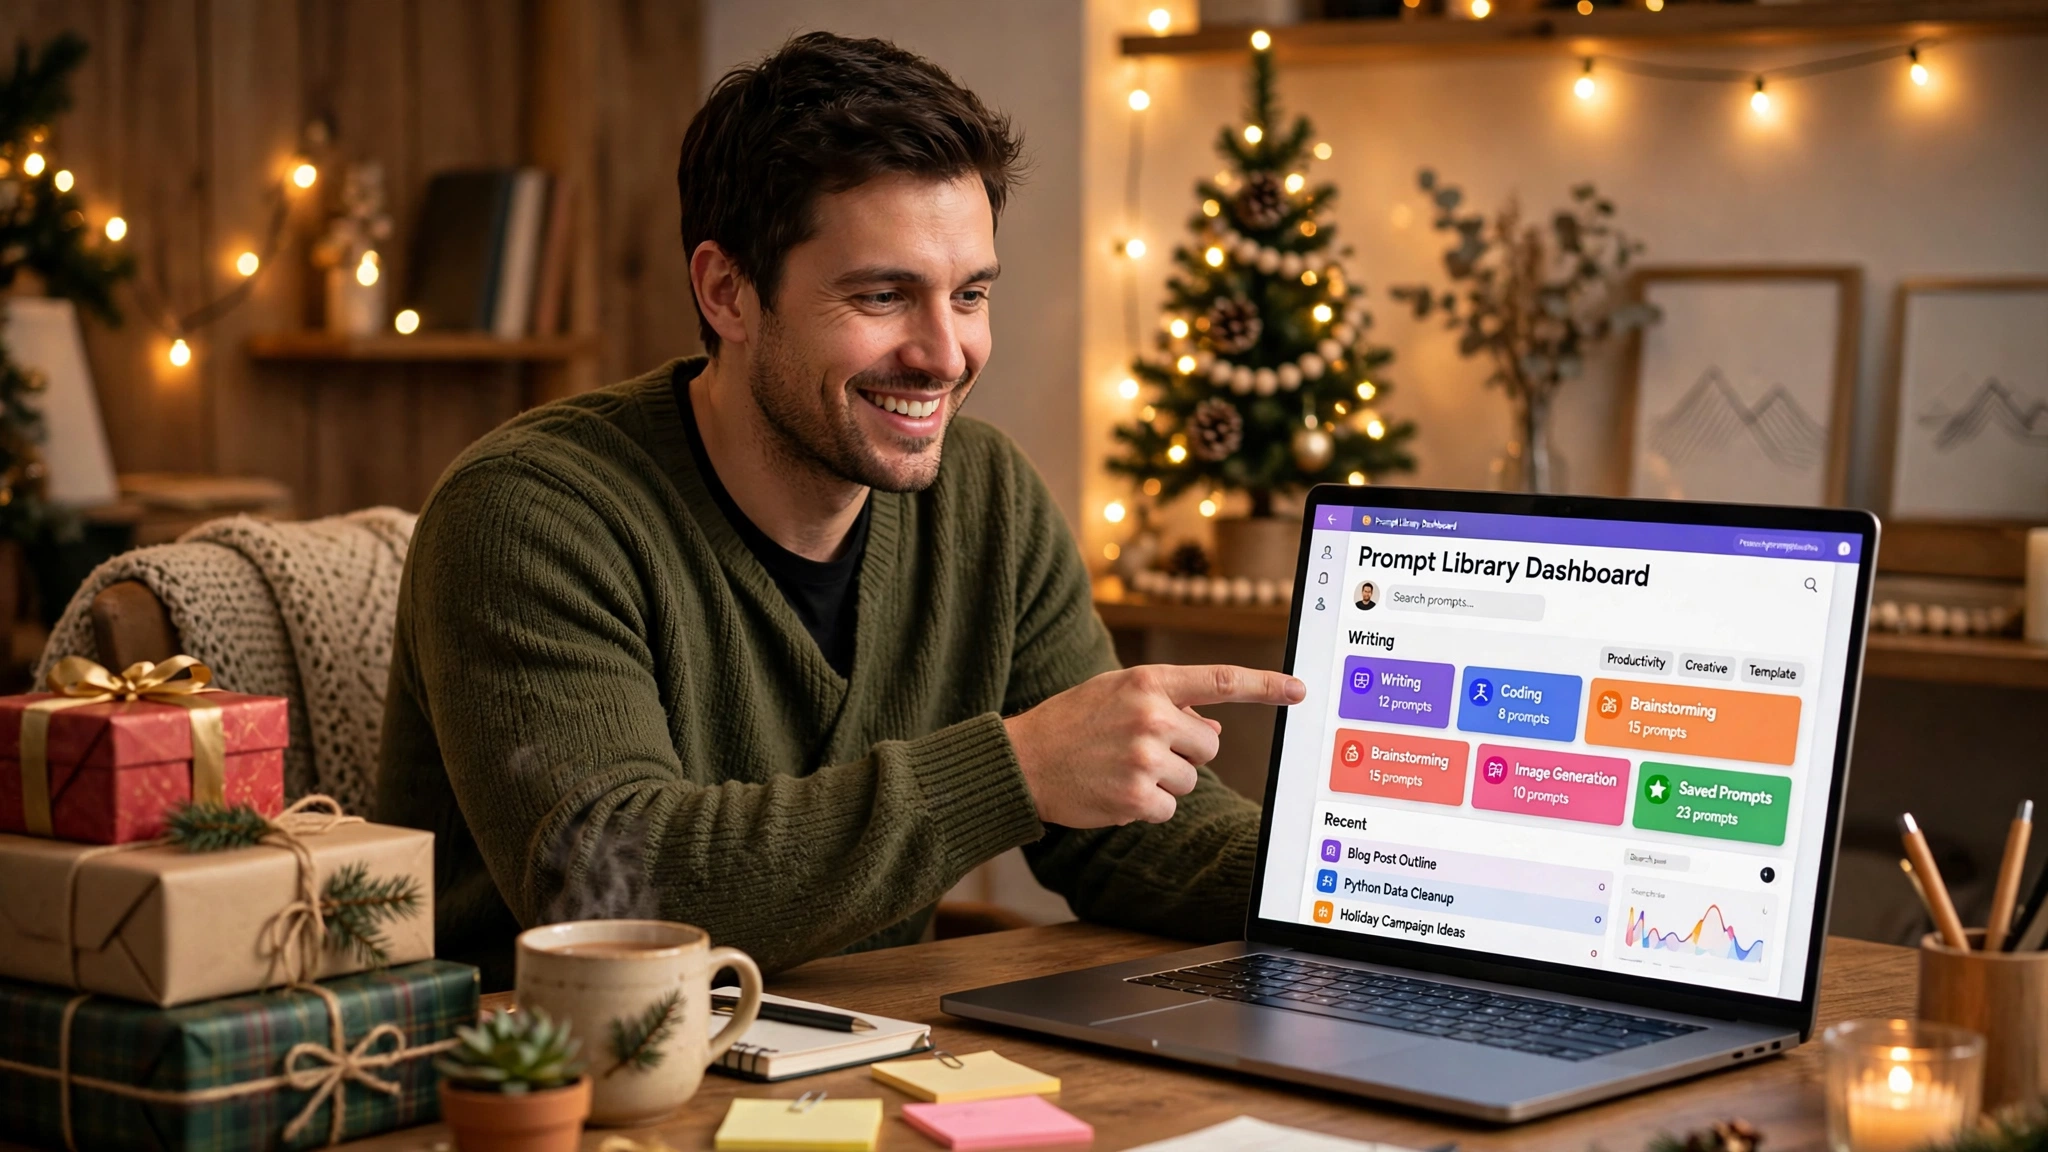 Prompt Library Dashboard
Prompt Library Dashboard
Search prompts...
Writing
Productivity
Creative
Template
Writing
12 prompts
Coding
8 prompts
Brainstorming
15 prompts
Brainstorming
15 prompts
Image Generation
10 prompts
Saved Prompts
23 prompts
Recent
Blog Post Outline
Python Data Cleanup
Holiday Campaign Ideas